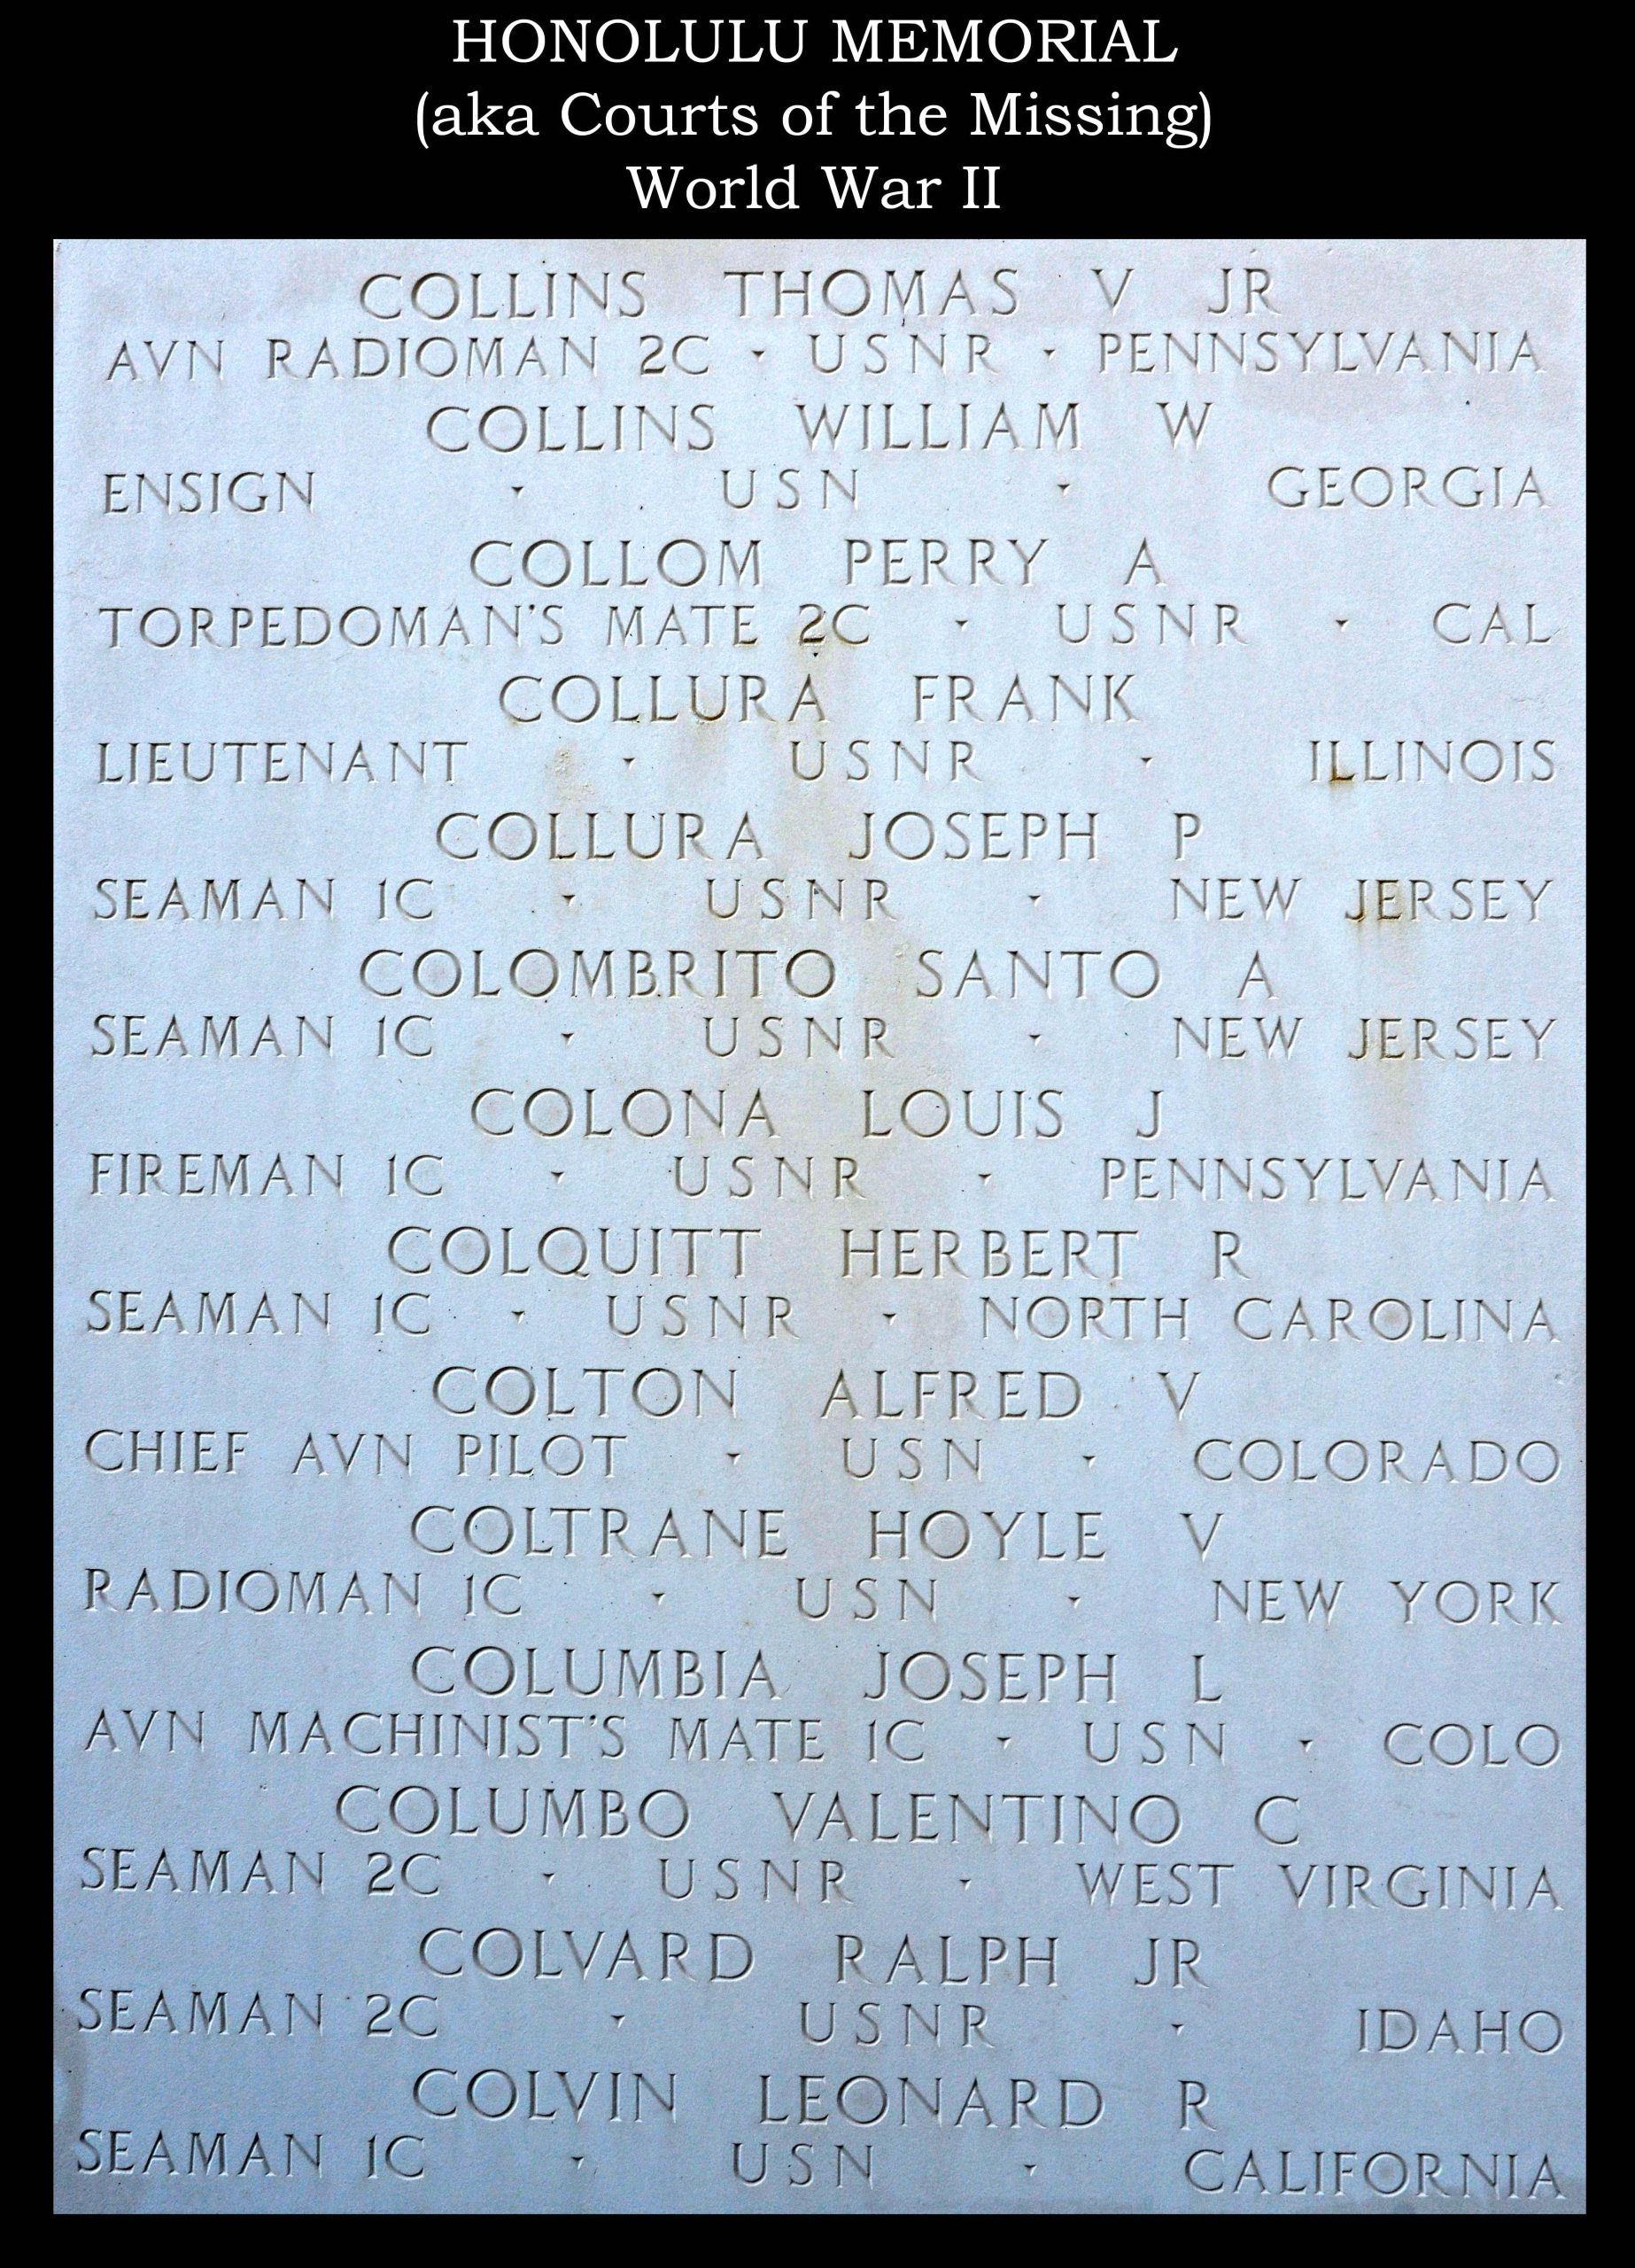 HONOLULU MEMORIAL
(aka Courts of the Missing)
World War II
COLLINS THOMAS V JR
AVN RADIOMAN 2C · USNR · PENNSYLVANIA
COLLINS WILLIAM W
ENSIGN · USN · GEORGIA
COLLOM PERRY A
TORPEDOMAN'S MATE 2C · USNR · CAL
COLLURA FRANK
LIEUTENANT · USNR · ILLINOIS
COLLURA JOSEPH P
SEAMAN 1C · USNR · NEW JERSEY
COLOMBRITO SANTO A
SEAMAN 1C · USNR · NEW JERSEY
COLONA LOUIS J
FIREMAN 1C · USNR · PENNSYLVANIA
COLQUITT HERBERT R
SEAMAN 1C · USNR · NORTH CAROLINA
COLTON ALFRED V
CHIEF AVN PILOT · USN · COLORADO
COLTRANE HOYLE V
RADIOMAN 1C · USN · NEW YORK
COLUMBIA JOSEPH L
AVN MACHINIST'S MATE 1C · USN · COLO
COLUMBO VALENTINO C
SEAMAN 2C · USNR · WEST VIRGINIA
COLVARD RALPH JR
SEAMAN 2C · USNR · IDAHO
COLVIN LEONARD R
SEAMAN 1C · USN · CALIFORNIA